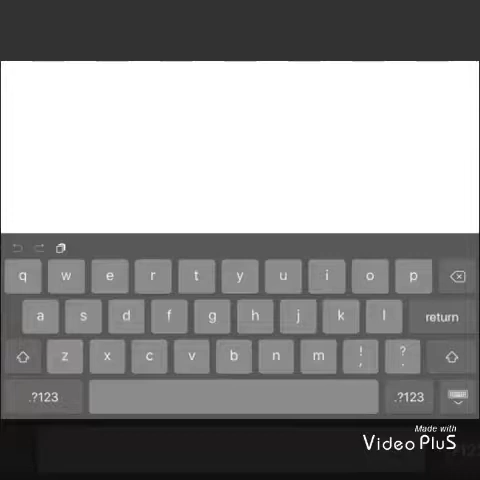 q w e r t y u i o p
a s d f g h j k l return
z x c v b n m ! , ? .
.?123 .?123
Made with
Video PluS